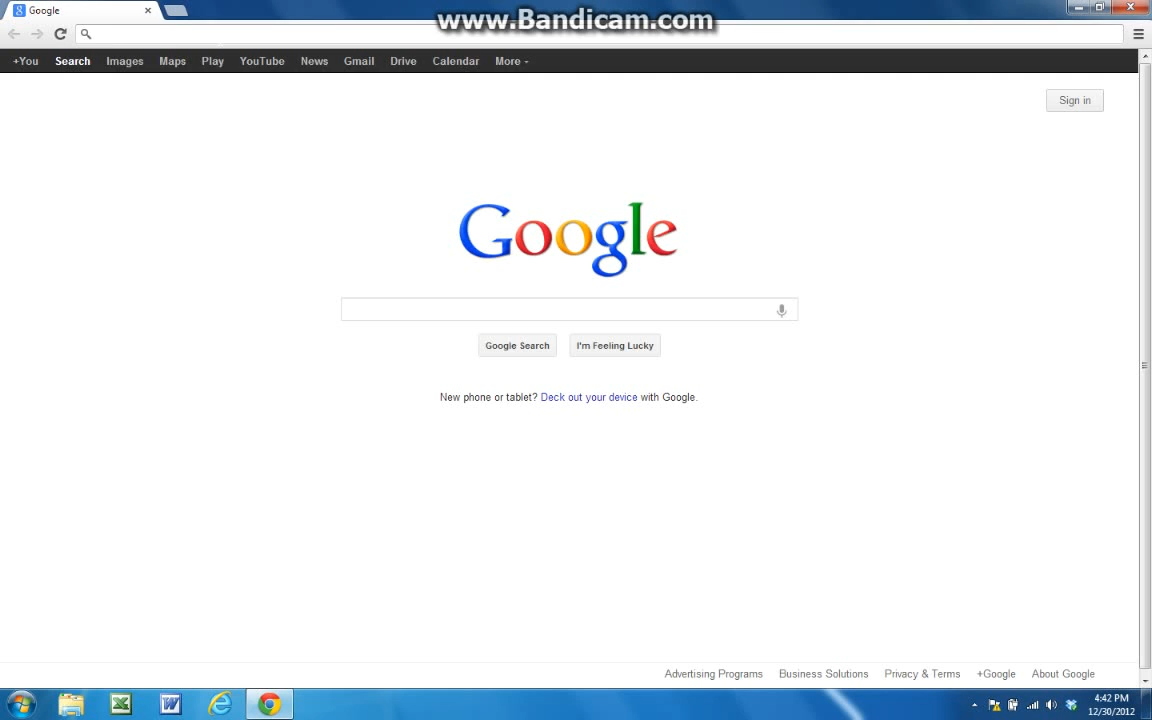 Google
www.Bandicam.com
+You Search Images Maps Play YouTube News Gmail Drive Calendar More
Sign in
Google
Google Search I'm Feeling Lucky
New phone or tablet? Deck out your device with Google.
Advertising Programs Business Solutions Privacy & Terms +Google About Google
4:42 PM
12/30/2012